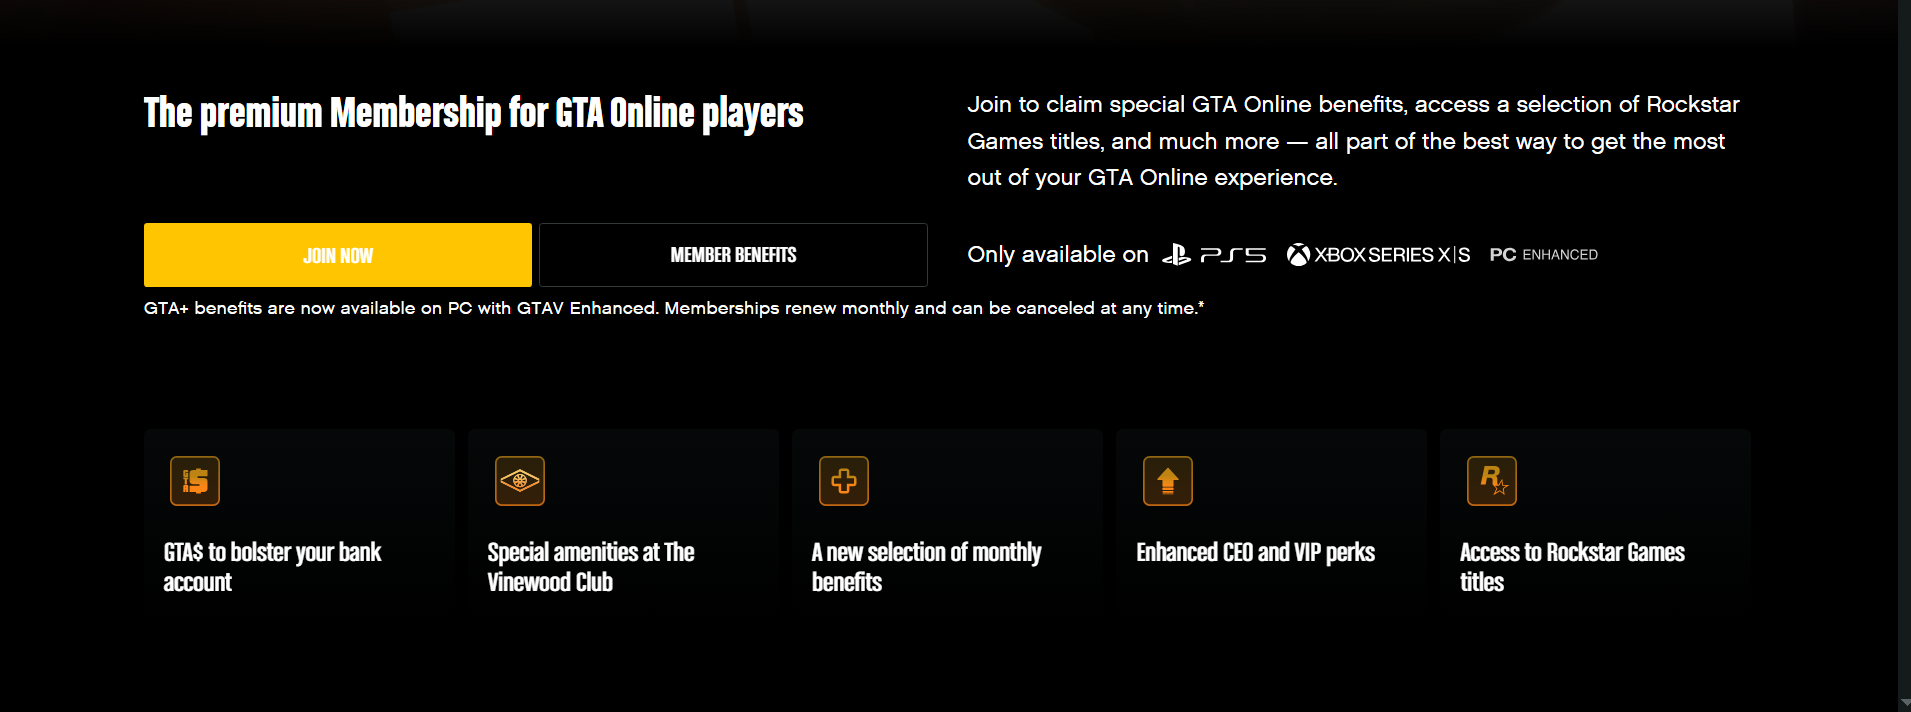 The premium Membership for GTA Online players
Join to claim special GTA Online benefits, access a selection of Rockstar
Games titles, and much more — all part of the best way to get the most
out of your GTA Online experience.
JOIN NOW
MEMBER BENEFITS
Only available on PS5 XBOX SERIES X|S PC ENHANCED
GTA+ benefits are now available on PC with GTAV Enhanced. Memberships renew monthly and can be canceled at any time.*
GTA$
R
GTA$ to bolster your bank
account
Special amenities at The
Vinewood Club
A new selection of monthly
benefits
Enhanced CEO and VIP perks
Access to Rockstar Games
titles